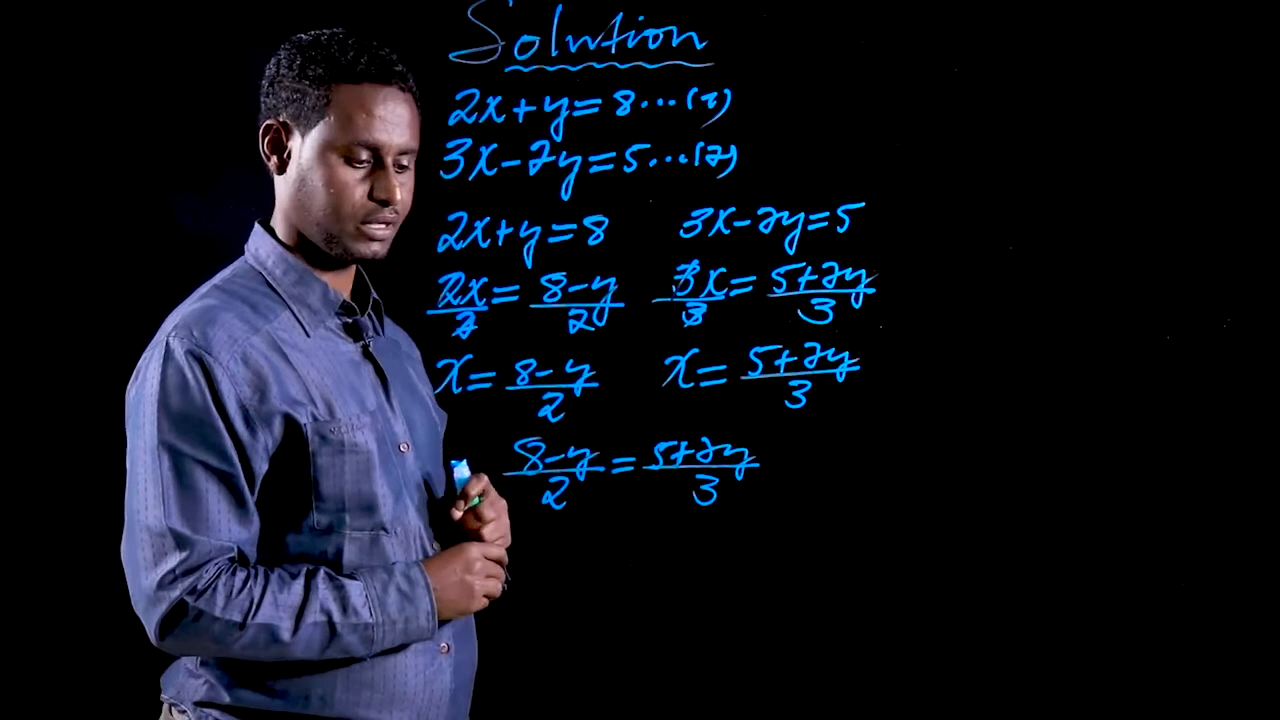 Solution
2x+y=8...(1)
3x-2y=5...(2)
2x+y=8 3x-2y=5
2x/2=8-y/2 3x/3=5+2y/3
x=8-y/2 x=5+2y/3
8-y/2=5+2y/3